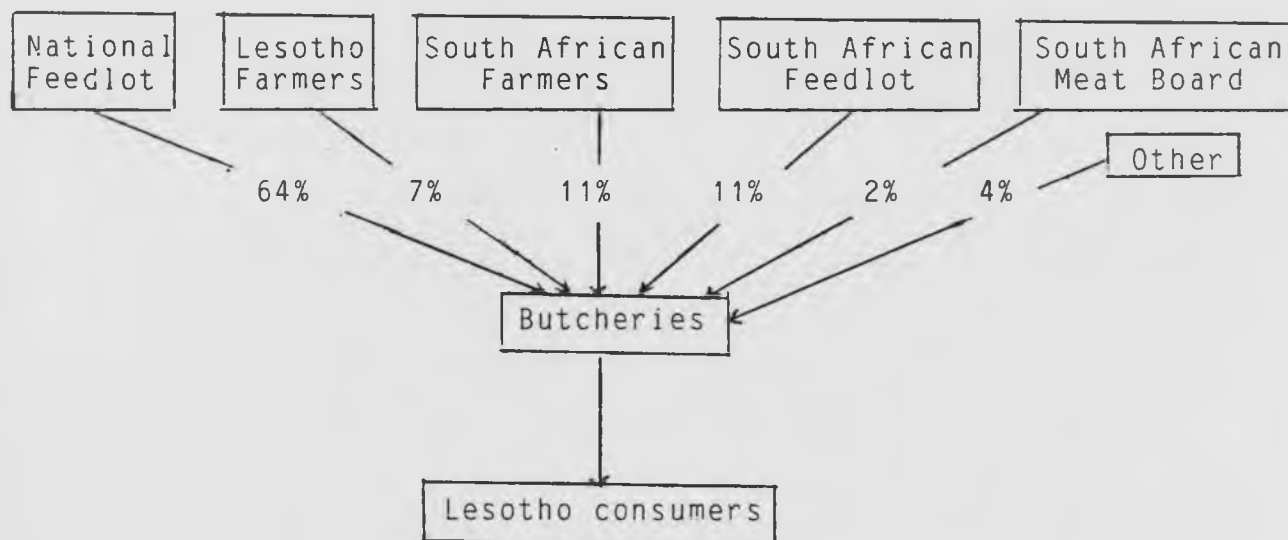 National
Feedlot
Lesotho
Farmers
South African
Farmers
South African
Feedlot
South African
Meat Board
Other
64%
7%
11%
11%
2%
4%
Butcheries
Lesotho consumers